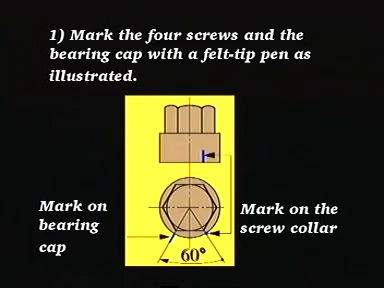 1) Mark the four screws and the
bearing cap with a felt-tip pen as
illustrated.
Mark on
bearing
cap
Mark on the
screw collar
60°